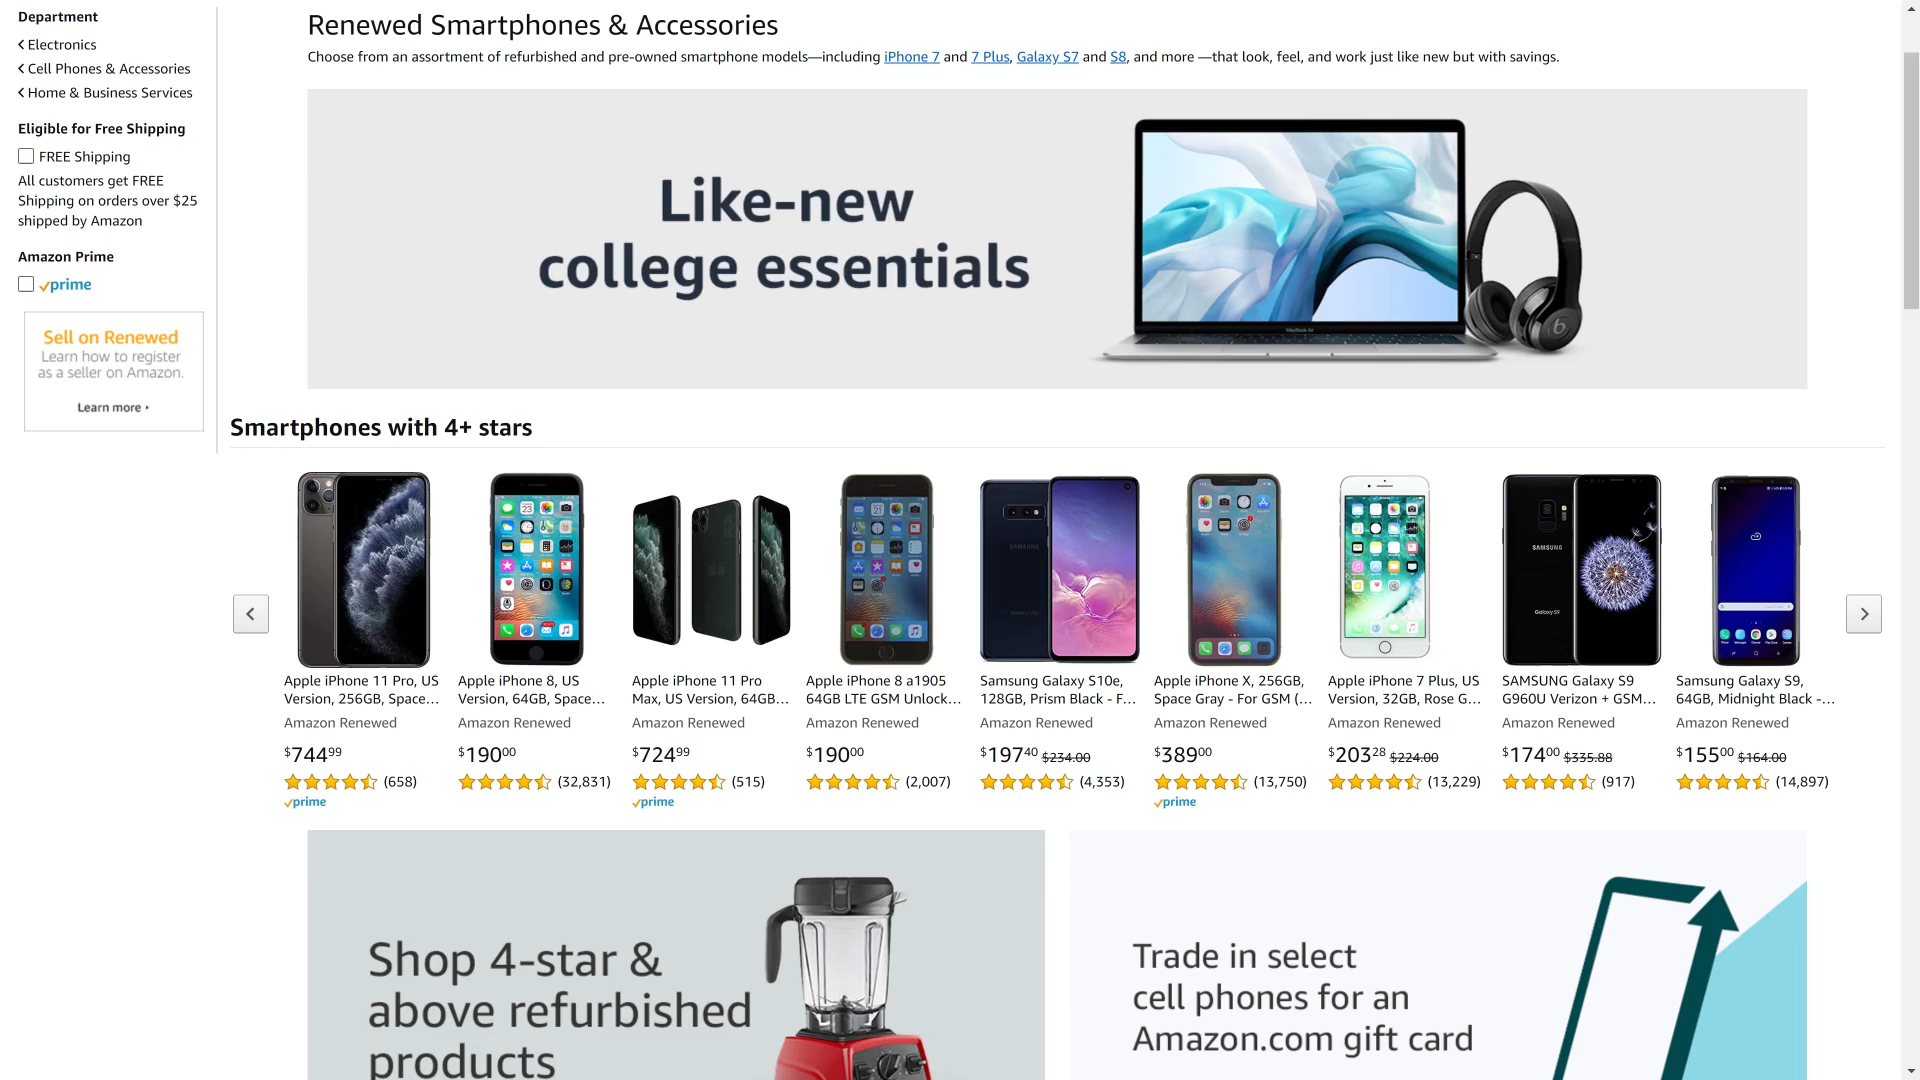 Department
Electronics
Cell Phones & Accessories
Home & Business Services
Eligible for Free Shipping
FREE Shipping
All customers get FREE
Shipping on orders over $25
shipped by Amazon
Amazon Prime
prime
Sell on Renewed
Learn how to register
as a seller on Amazon.
Learn more
Renewed Smartphones & Accessories
Choose from an assortment of refurbished and pre-owned smartphone models—including iPhone 7 and 7 Plus, Galaxy S7 and S8, and more —that look, feel, and work just like new but with savings.
Like-new
college essentials
MacBook Air
Smartphones with 4+ stars
Apple iPhone 11 Pro, US
Version, 256GB, Space...
Amazon Renewed
$744.99
(658)
prime
Apple iPhone 8, US
Version, 64GB, Space...
Amazon Renewed
$190.00
(32,831)
Apple iPhone 11 Pro
Max, US Version, 64GB...
Amazon Renewed
$724.99
(515)
prime
Apple iPhone 8 a1905
64GB LTE GSM Unlock...
Amazon Renewed
$190.00
(2,007)
SAMSUNG
Samsung Galaxy S10e,
128GB, Prism Black - F...
Amazon Renewed
$197.40 $234.00
(4,353)
Apple iPhone X, 256GB,
Space Gray - For GSM (...
Amazon Renewed
$389.00
(13,750)
prime
Apple iPhone 7 Plus, US
Version, 32GB, Rose G...
Amazon Renewed
$203.28 $224.00
(13,229)
SAMSUNG
Galaxy S9
SAMSUNG Galaxy S9
G960U Verizon + GSM...
Amazon Renewed
$174.00 $335.88
(917)
Samsung Galaxy S9,
64GB, Midnight Black -...
Amazon Renewed
$155.00 $164.00
(14,897)
Shop 4-star &
above refurbished
products
Trade in select
cell phones for an
Amazon.com gift card